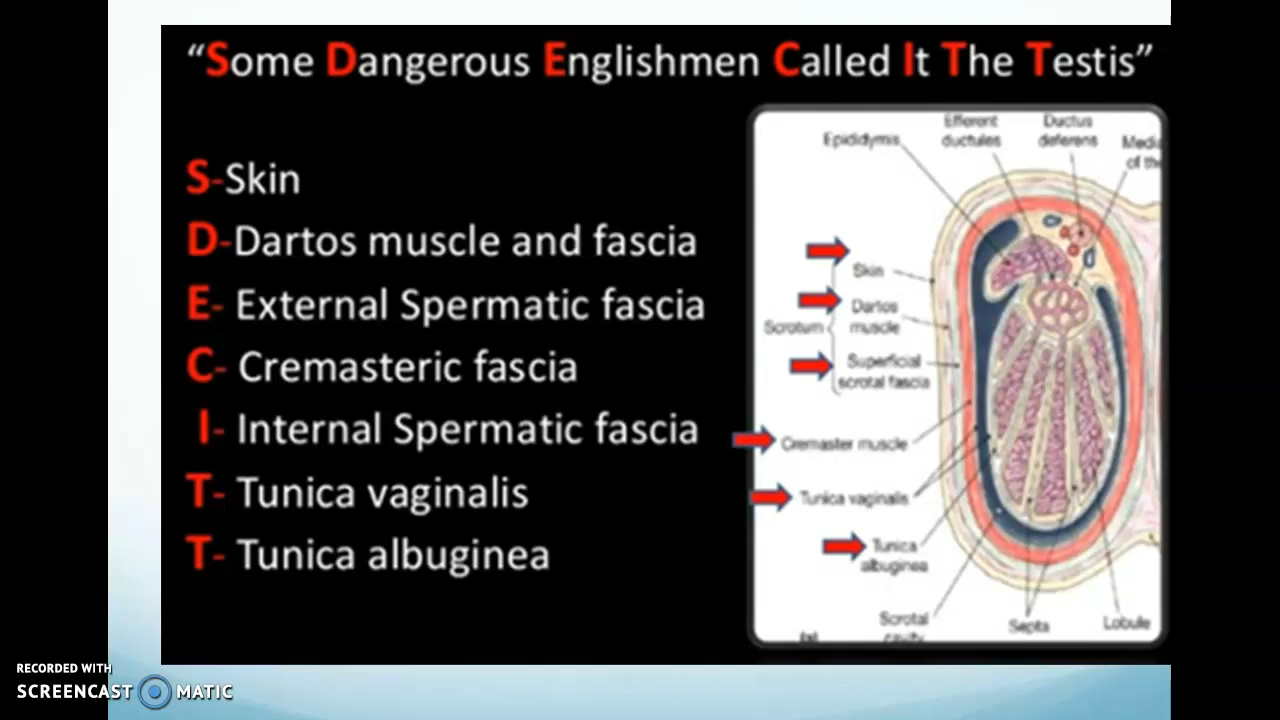 “Some Dangerous Englishmen Called It The Testis”
S-Skin
D-Dartos muscle and fascia
E- External Spermatic fascia
C- Cremasteric fascia
I- Internal Spermatic fascia
T- Tunica vaginalis
T- Tunica albuginea
Epididymis
Efferent
ductules
Ductus
deferens
of the
Skin
Dartos
muscle
Scrotum
Superficial
scrotal fascia
Cremaster muscle
Tunica vaginalis
Tunica
albuginea
Scrotal
cavity
Septa
Lobule
(a)
RECORDED WITH
SCREENCAST MATIC